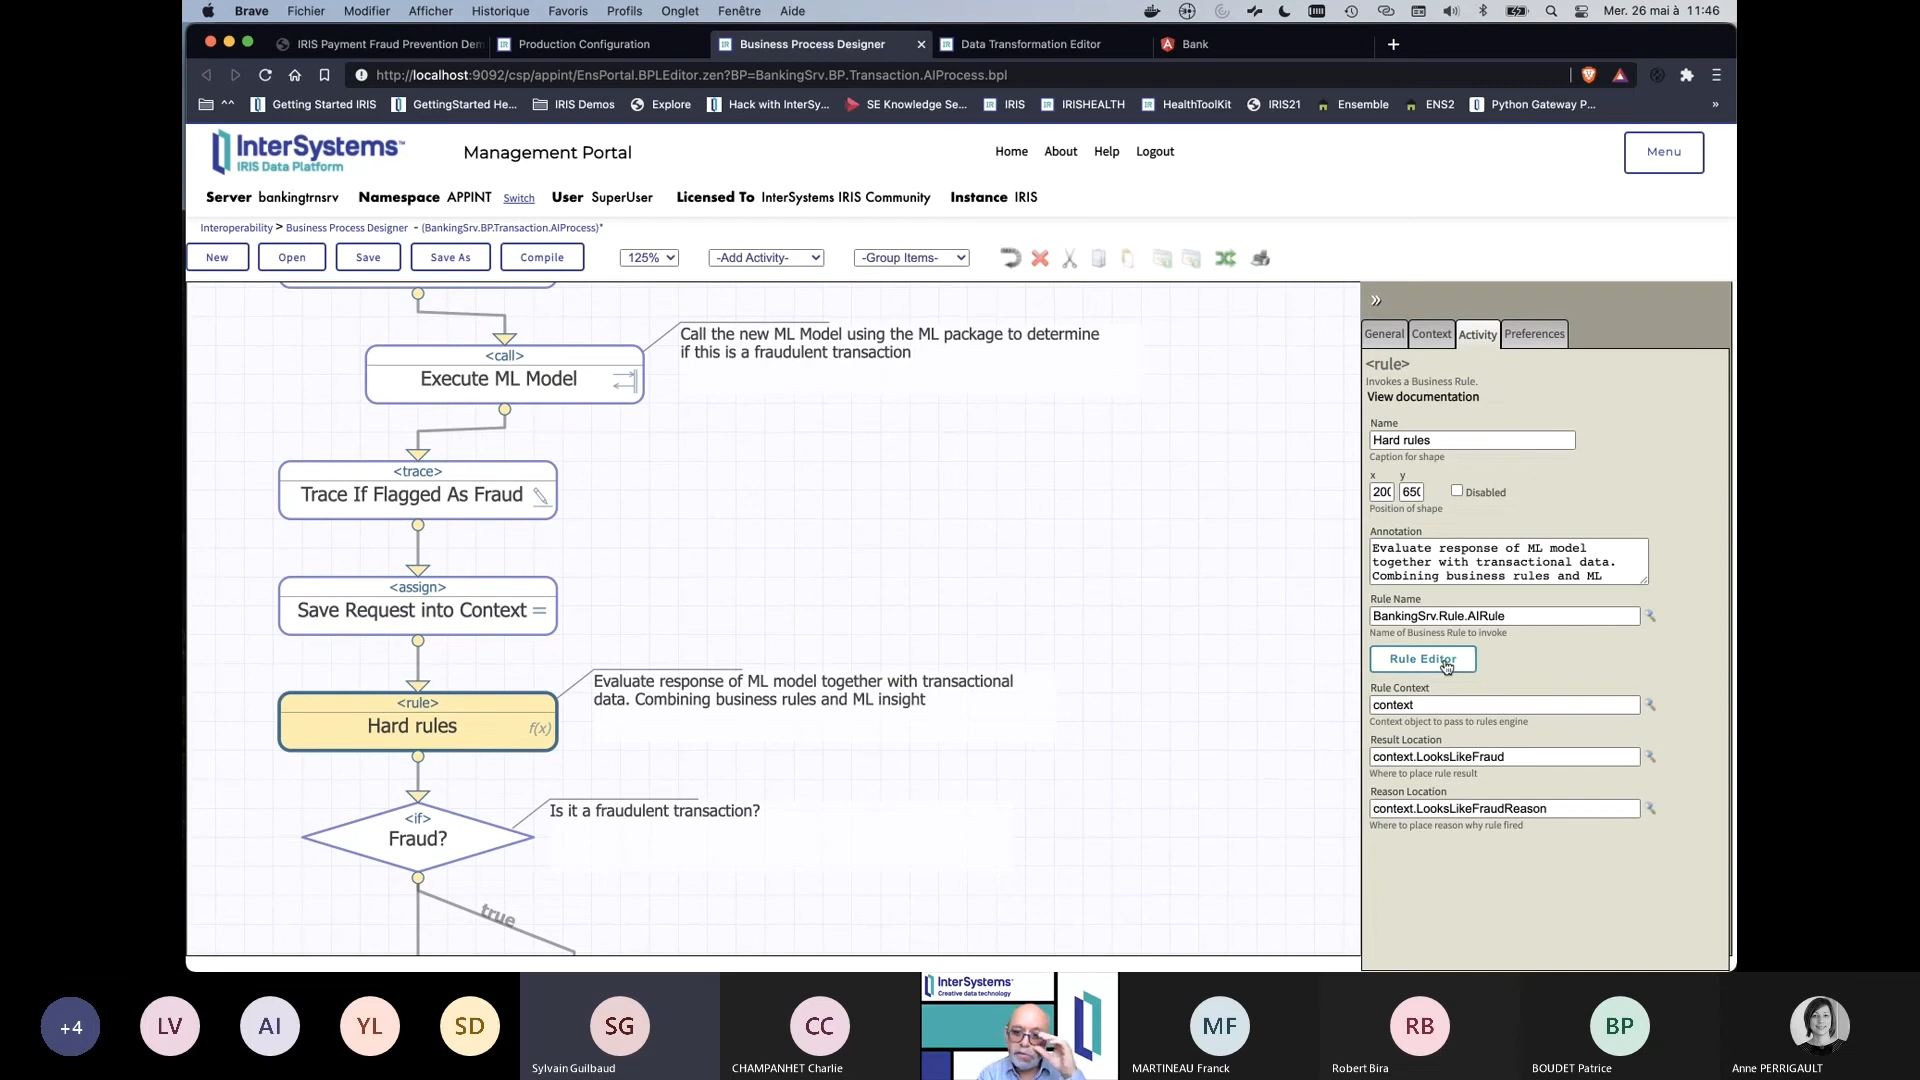 Brave Fichier Modifier Afficher Historique Favoris Profils Onglet Fenêtre Aide Mer. 26 mai à 11:46
IRIS Payment Fraud Prevention Dem
Production Configuration
Business Process Designer
Data Transformation Editor
Bank
http://localhost:9092/csp/appint/EnsPortal.BPLEditor.zen?BP=BankingSrv.BP.Transaction.AIProcess.bpl
^^ Getting Started IRIS GettingStarted He... IRIS Demos Explore Hack with InterSy... SE Knowledge Se... IRIS IRISHEALTH HealthToolKit IRIS21 Ensemble ENS2 Python Gateway P... »
InterSystems™
IRIS Data Platform
Management Portal
Home About Help Logout
Menu
Server bankingtrnsrv Namespace APPINT Switch User SuperUser Licensed To InterSystems IRIS Community Instance IRIS
Interoperability > Business Process Designer - (BankingSrv.BP.Transaction.AIProcess)*
New Open Save Save As Compile 125% -Add Activity- -Group Items-
<call>
Execute ML Model
Call the new ML Model using the ML package to determine
if this is a fraudulent transaction
<trace>
Trace If Flagged As Fraud
<assign>
Save Request into Context =
<rule>
Hard rules f(x)
Evaluate response of ML model together with transactional
data. Combining business rules and ML insight
<if>
Fraud?
Is it a fraudulent transaction?
true
»
General Context Activity Preferences
<rule>
Invokes a Business Rule.
View documentation
Name
Hard rules
Caption for shape
x y
200 650 Disabled
Position of shape
Annotation
Evaluate response of ML model
together with transactional data.
Combining business rules and ML
Rule Name
BankingSrv.Rule.AIRule
Name of Business Rule to invoke
Rule Editor
Rule Context
context
Context object to pass to rules engine
Result Location
context.LooksLikeFraud
Where to place rule result
Reason Location
context.LooksLikeFraudReason
Where to place reason why rule fired
+4 LV AI YL SD SG CC MF RB BP
InterSystems™
Creative data technology
Sylvain Guilbaud
CHAMPANHET Charlie
MARTINEAU Franck
Robert Bira
BOUDET Patrice
Anne PERRIGAULT